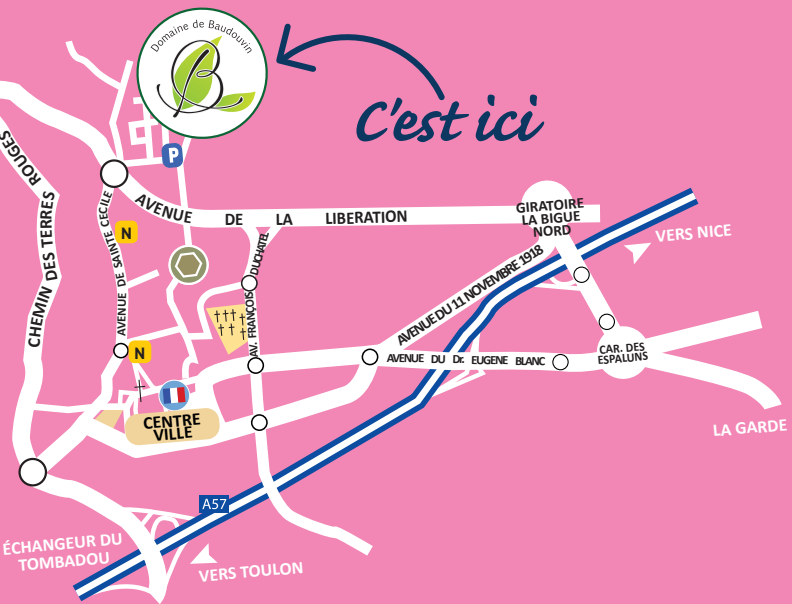 Domaine de Baudouvin
B
C'est ici
P
ROUGES
CHEMIN DES TERRES
AVENUE DE SAINTE CECILE
N
N
AVENUE DE LA LIBERATION
GIRATOIRE
LA BIGUE
NORD
VERS NICE
AV. FRANÇOIS DUCHATEL
AVENUE DU 11 NOVEMBRE 1918
AVENUE DU Dr. EUGENE BLANC
CAR. DES
ESPALUNS
LA GARDE
CENTRE
VILLE
A57
ÉCHANGEUR DU
TOMBADOU
VERS TOULON